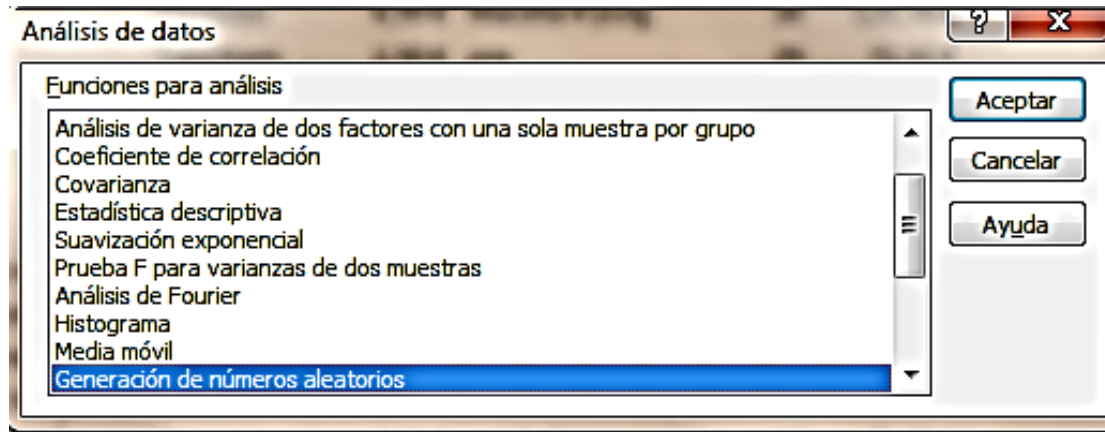 Análisis de datos
?
X
Funciones para análisis
Análisis de varianza de dos factores con una sola muestra por grupo
Coeficiente de correlación
Covarianza
Estadística descriptiva
Suavización exponencial
Prueba F para varianzas de dos muestras
Análisis de Fourier
Histograma
Media móvil
Generación de números aleatorios
Aceptar
Cancelar
Ayuda